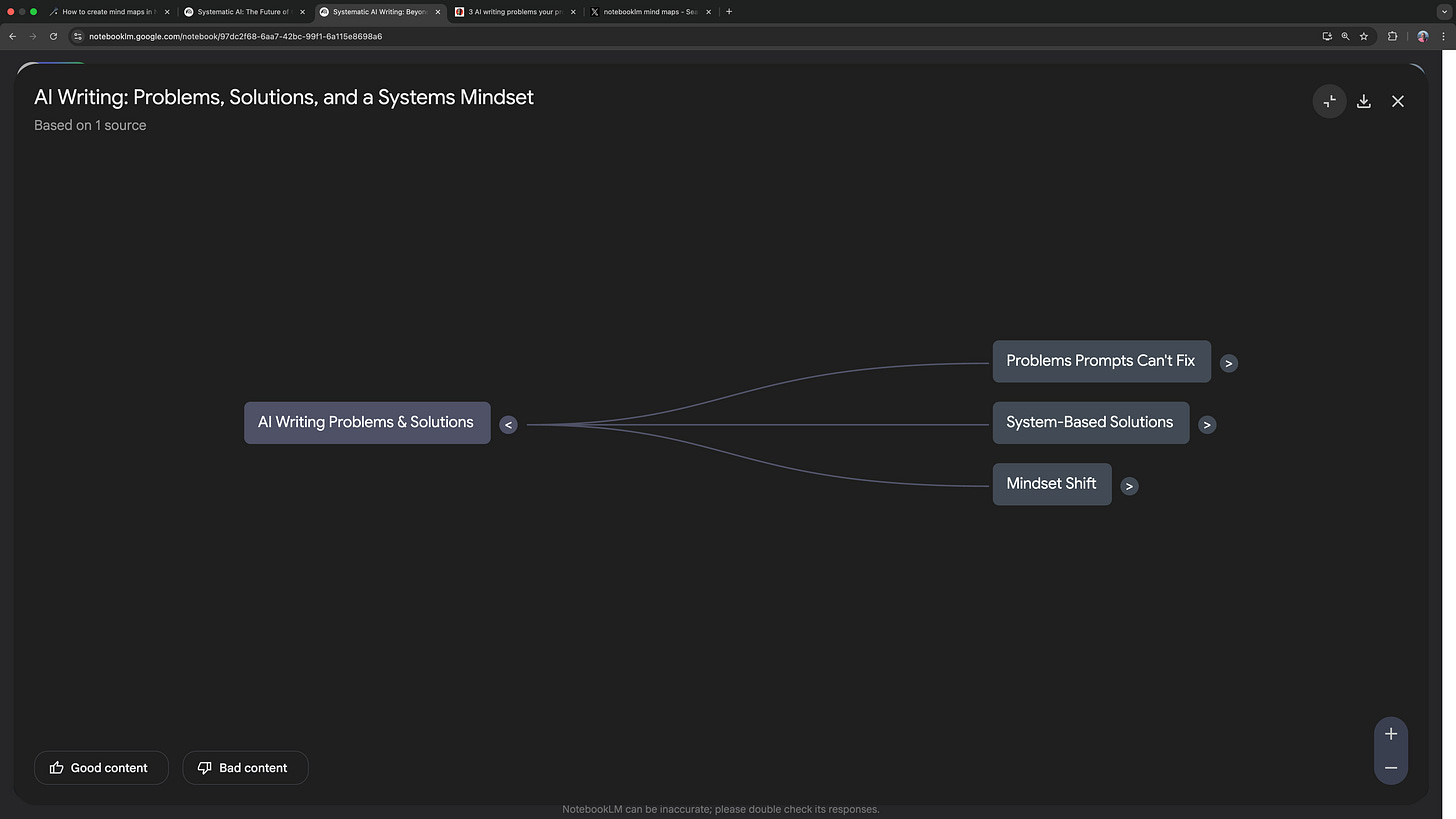 How to create mind maps in
Systematic AI: The Future of
Systematic AI Writing: Beyon
3 AI writing problems your pr
notebooklm mind maps - Sea
notebooklm.google.com/notebook/97dc2f68-6aa7-42bc-99f1-6a115e8698a6
AI Writing: Problems, Solutions, and a Systems Mindset
Based on 1 source
Problems Prompts Can't Fix >
AI Writing Problems & Solutions <
System-Based Solutions >
Mindset Shift >
Good content
Bad content
NotebookLM can be inaccurate; please double check its responses.